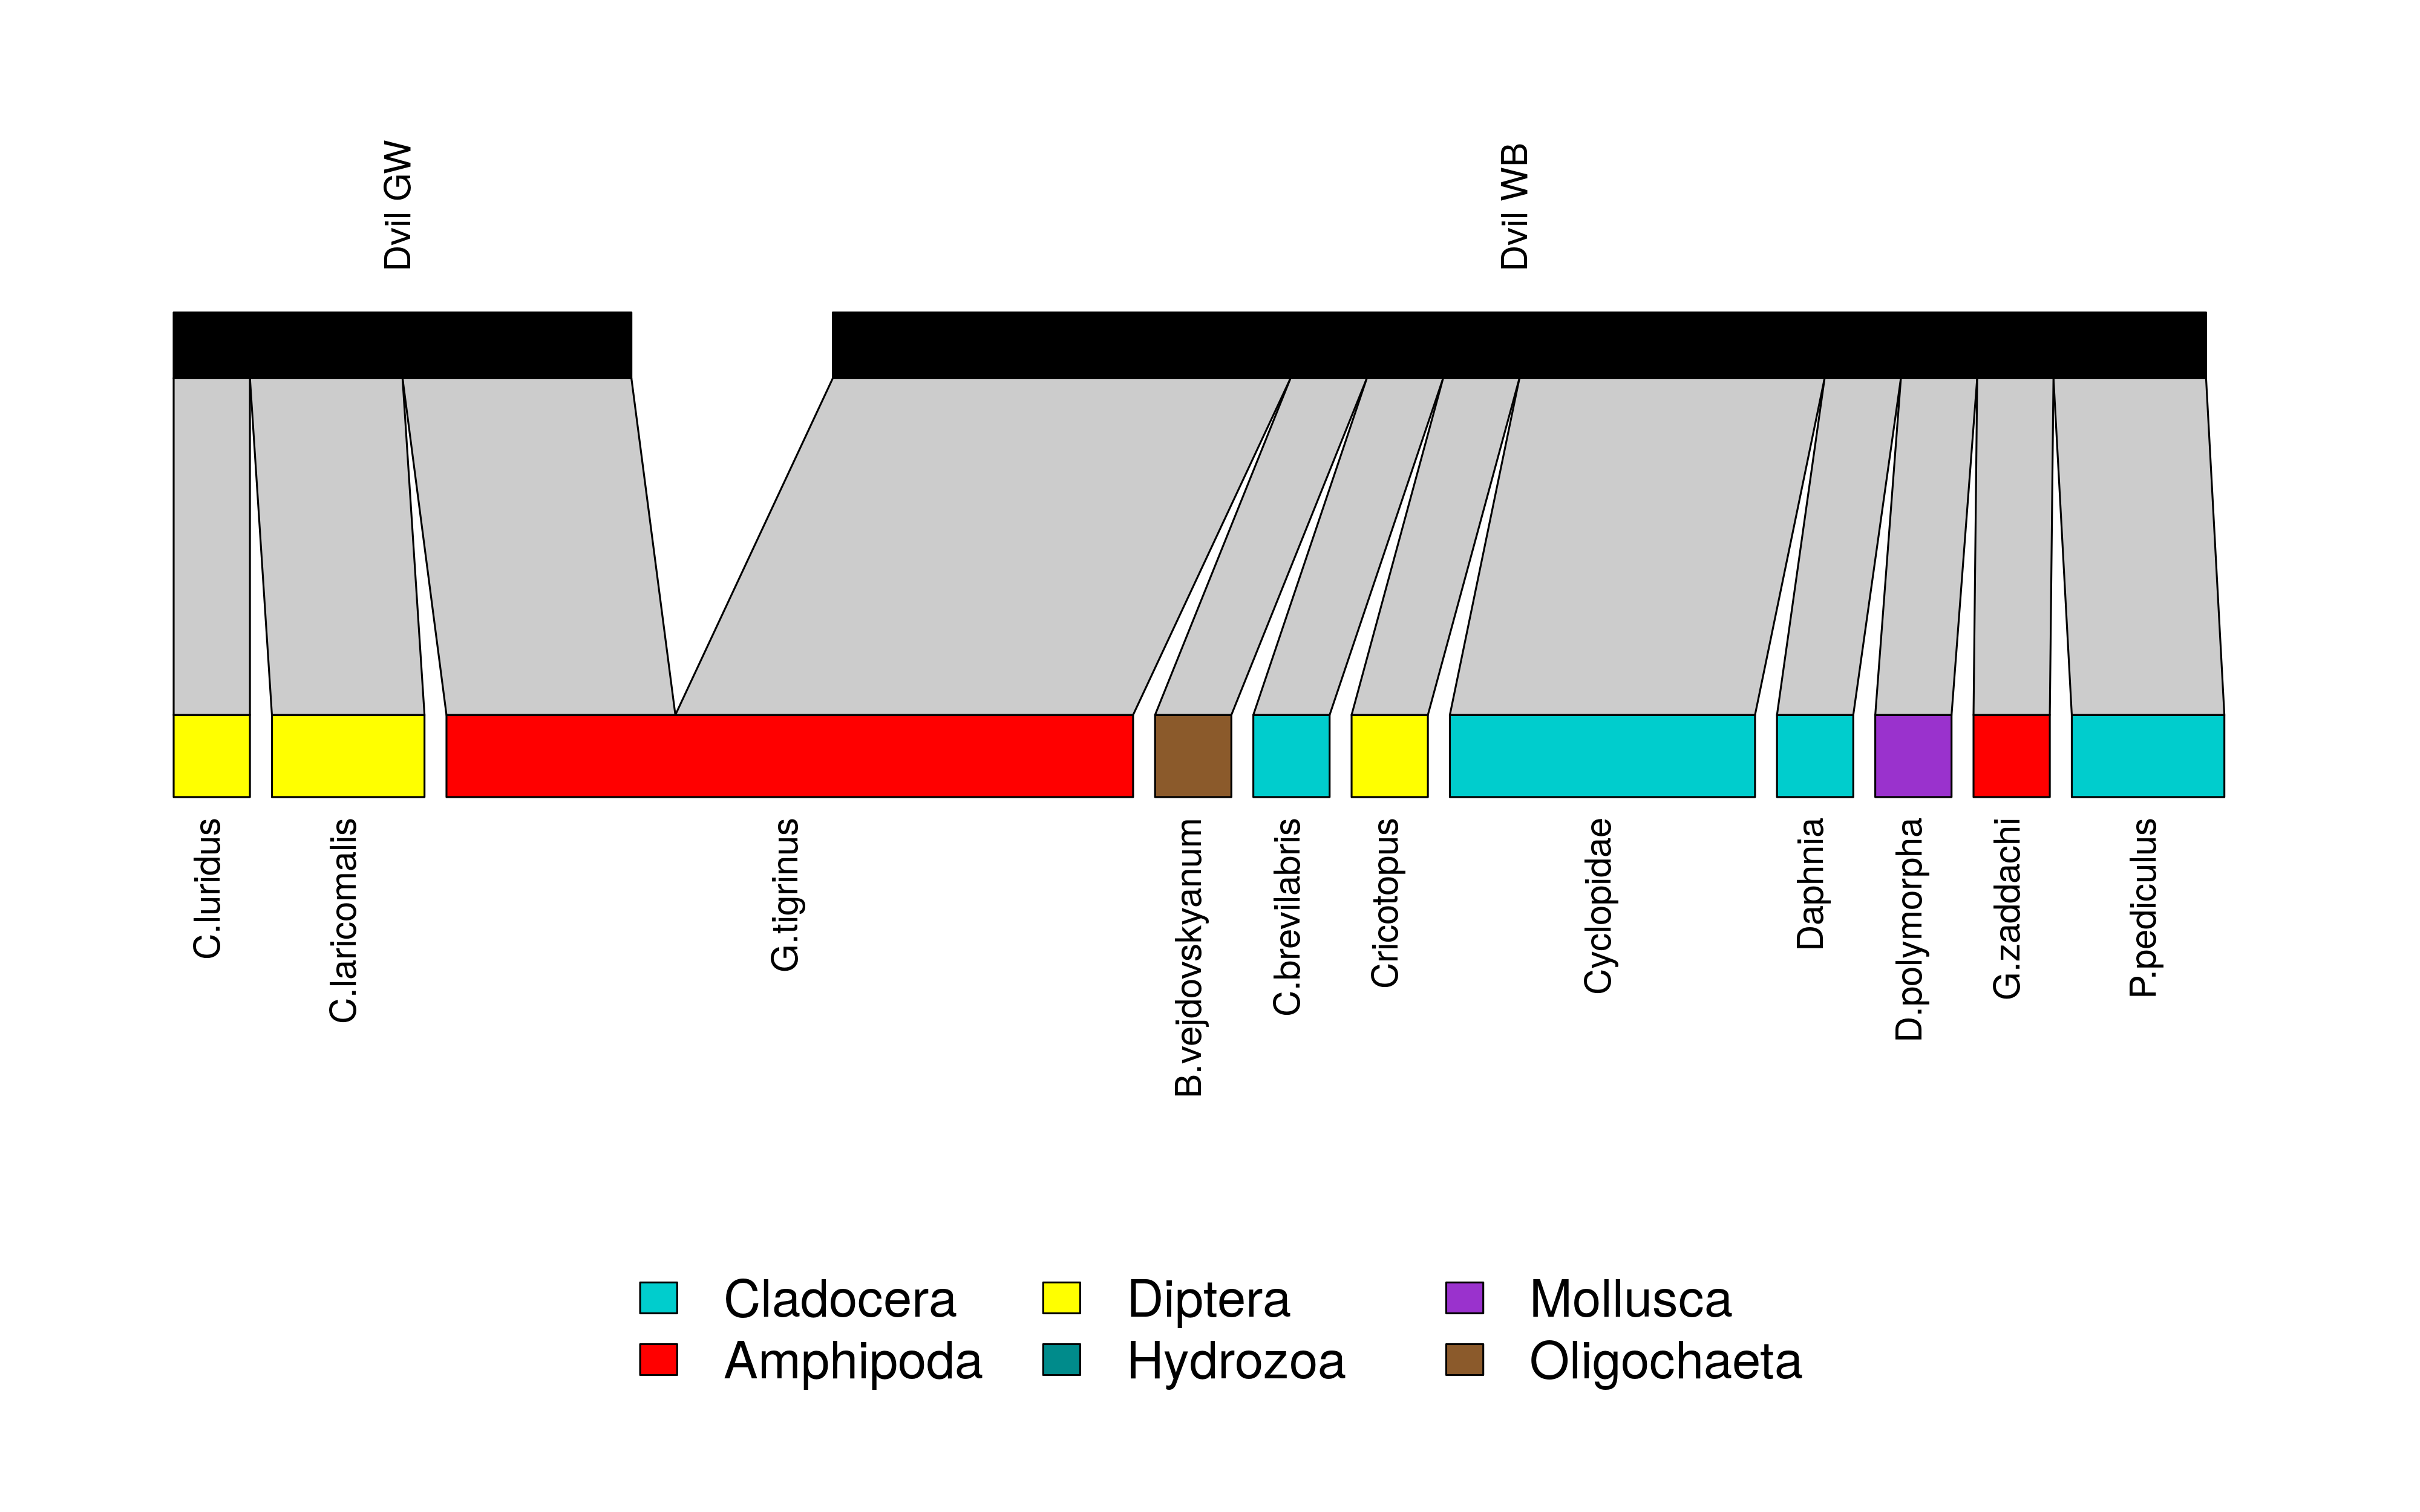 Dvil GW
Dvil WB
C.luridus
C.laricomalis
G.tigrinus
B.vejdovskyanum
C.brevilabris
Cricotopus
Cyclopidae
Daphnia
D.polymorpha
G.zaddachi
P.pediculus
Cladocera
Diptera
Mollusca
Amphipoda
Hydrozoa
Oligochaeta